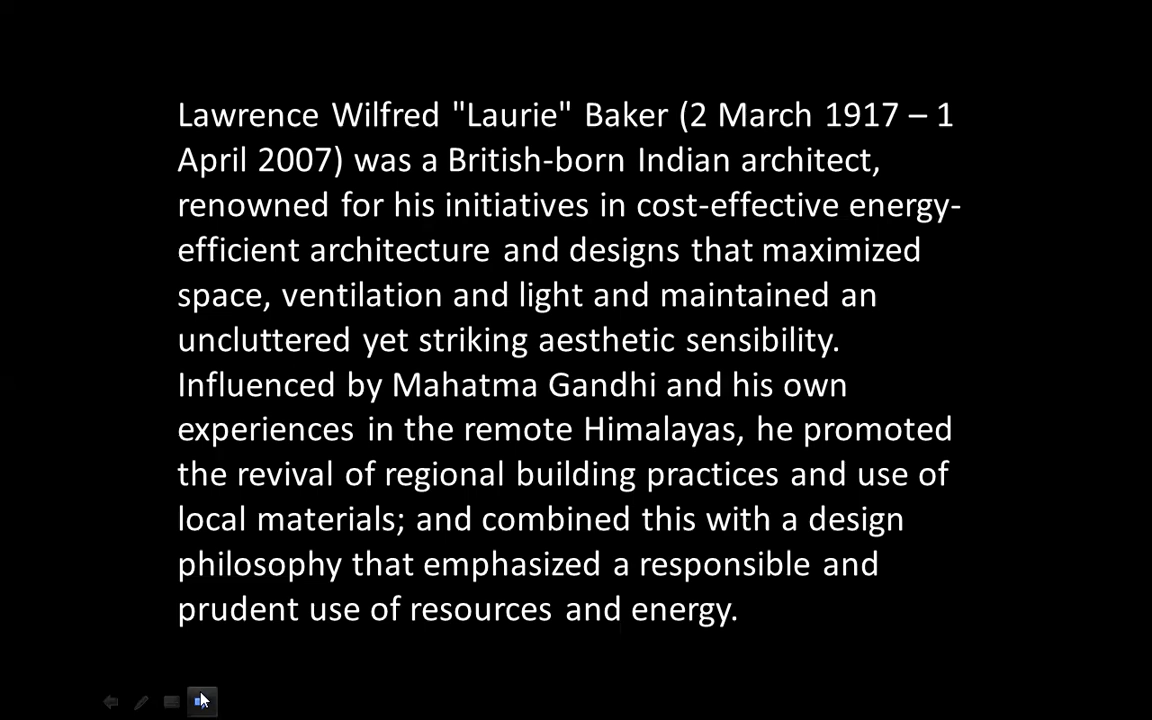 Lawrence Wilfred "Laurie" Baker (2 March 1917 – 1
April 2007) was a British-born Indian architect,
renowned for his initiatives in cost-effective energy-
efficient architecture and designs that maximized
space, ventilation and light and maintained an
uncluttered yet striking aesthetic sensibility.
Influenced by Mahatma Gandhi and his own
experiences in the remote Himalayas, he promoted
the revival of regional building practices and use of
local materials; and combined this with a design
philosophy that emphasized a responsible and
prudent use of resources and energy.